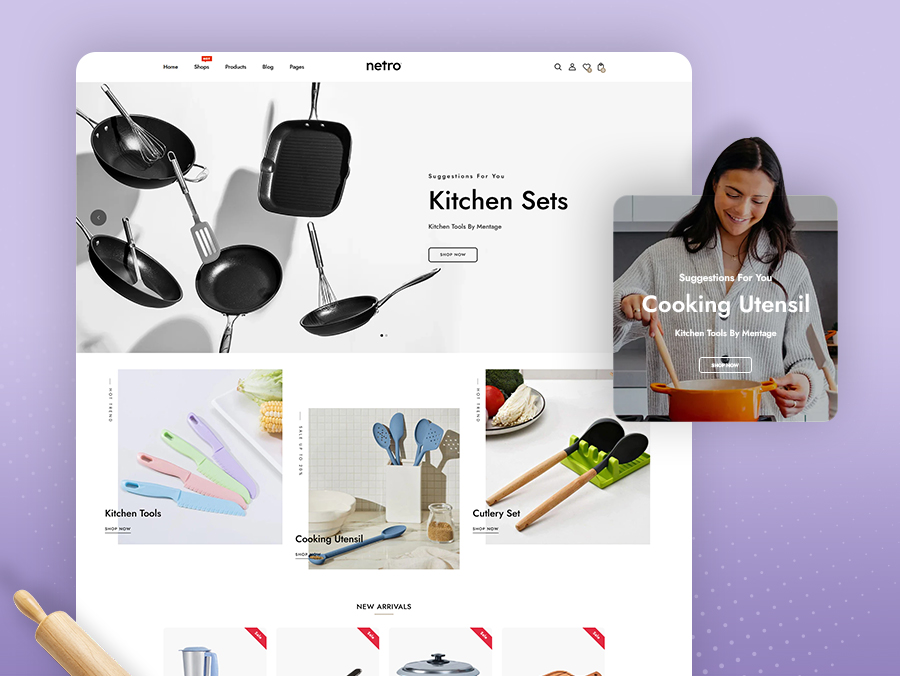 HOT
Home
Shops
Products
Blog
Pages
netro
Suggestions For You
Kitchen Sets
Kitchen Tools By Mentage
SHOP NOW
Suggestions For You
Cooking Utensil
Kitchen Tools By Mentage
SHOP NOW
HOT TREND
Kitchen Tools
SHOP NOW
SALE UP TO 20%
Cooking Utensil
SHOP NOW
HOT TREND
Cutlery Set
SHOP NOW
NEW ARRIVALS
Sale
Sale
Sale
Sale